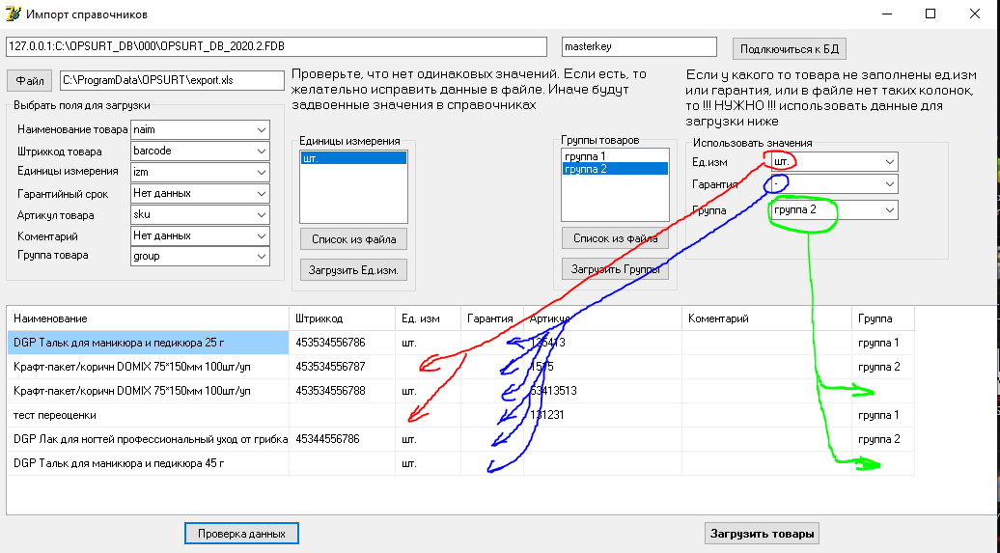 Импорт справочников
127.0.0.1:C:\OPSURT_DB\000\OPSURT_DB_2020.2.FDB
masterkey
Подлкючиться к БД
Файл
C:\ProgramData\OPSURT\export.xls
Проверьте, что нет одинаковых значений. Если есть, то
желательно исправить данные в файле. Иначе будут
задвоенные значения в справочниках
Если у какого то товара не заполнены ед.изм
или гарантия, или в файле нет таких колонок,
то !!! НУЖНО !!! использовать данные для
загрузки ниже
Выбрать поля для загрузки
Наименование товара naim
Штрихкод товара barcode
Единицы измерения izm
Гарантийный срок Нет данных
Артикул товара sku
Коментарий Нет данных
Группа товара group
Единицы измерения
шт.
Список из файла
Загрузить Ед.изм.
Группы товаров
группа 1
группа 2
Список из файла
Загрузить Группы
Использовать значения
Ед.изм шт.
Гарантия -
Группа группа 2
Наименование Штрихкод Ед. изм Гарантия Артикул Коментарий Группа
DGP Тальк для маникюра и педикюра 25 г 453534556786 шт. 125413 группа 1
Крафт-пакет/коричн DOMIX 75*150мм 100шт/уп 453534556787 1515 группа 2
Крафт-пакет/коричн DOMIX 75*150мм 100шт/уп 453534556788 шт. 53413513
тест переоценки 131231 группа 1
DGP Лак для ногтей профессиональный уход от грибка 45344556786 шт. группа 2
DGP Тальк для маникюра и педикюра 45 г шт.
Проверка данных
Загрузить товары